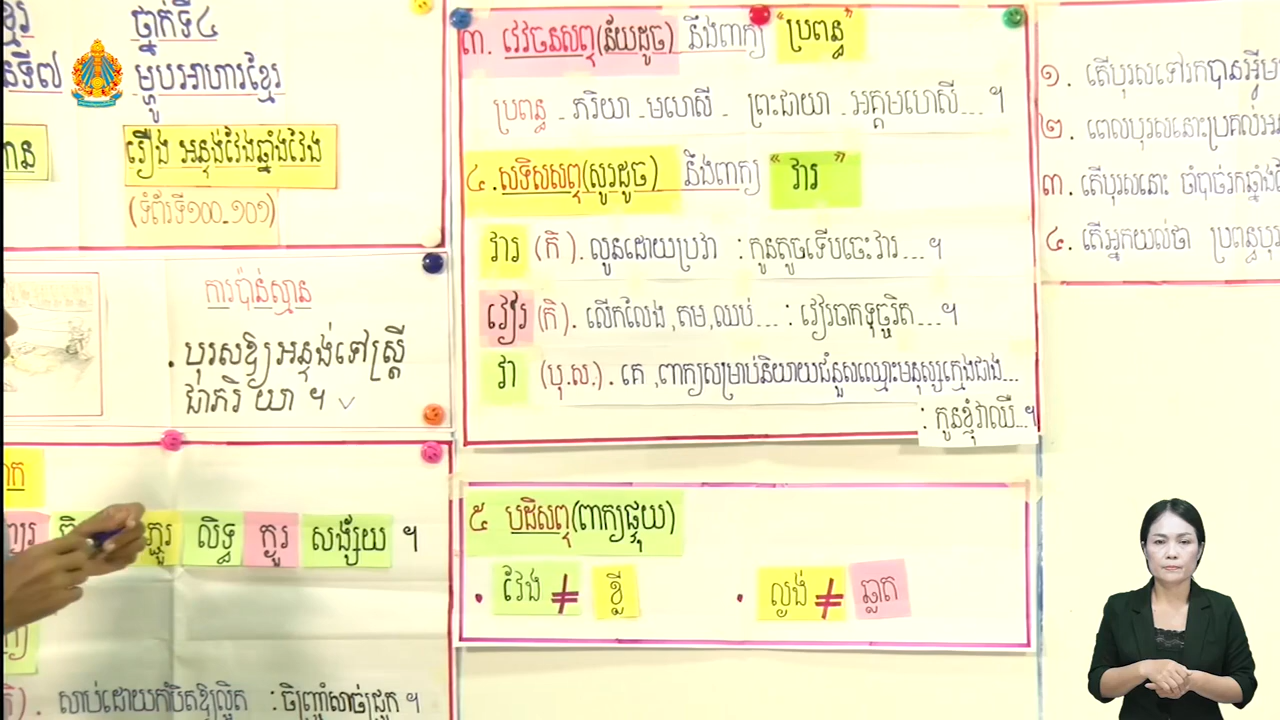 ថ្នាក់ទី៤
ម្ហូបអាហារខ្មែរ
រឿង អន្ទង់វែងឆ្នាំងវែង
(ទំព័រទី១០០-១០១)
ការប៉ាន់ស្មាន
. បុរសឱ្យអន្ទង់ទៅស្ត្រី
ជាភរិយា ។
ភ្ជួរ លិទ្ធ ក្ងួរ សង្ស័យ ។
សាប់ដោយកាំបិតឱ្យល្អិត : ចិញ្ច្រាំសាច់ជ្រូក ។
៣. វេវចនសព្ទ(ន័យដូច) នឹងពាក្យ "ប្រពន្ធ"
ប្រពន្ធ - ភរិយា - មហេសី - ព្រះជាយា - អគ្គមហេសី... ។
៤. សទិសសព្ទ(សូរដូច) នឹងពាក្យ "វារ"
វារ (កិ). លូនដោយប្រវា : កូនតូចទើបចេះវារ...។
វៀរ (កិ). លើកលែង, តម, ឈប់... : វៀរចាកទុច្ចរិត...។
វា (បុ.ស.). គេ, ពាក្យសម្រាប់និយាយជំនួសឈ្មោះមនុស្សក្មេងជាង...
: កូនខ្ញុំវាឈឺ...។
៥ បដិសព្ទ(ពាក្យផ្ទុយ)
. វែង ≠ ខ្លី . ល្ងង់ ≠ ឆ្លាត
១. តើបុរសទៅរកបានអ្វីម
២. ពេលបុរសនោះប្រគល់អន
៣. តើបុរសនោះ ចាំបាច់រកឆ្នាំងវែ
៤. តើអ្នកយល់ថា ប្រពន្ធបុរ